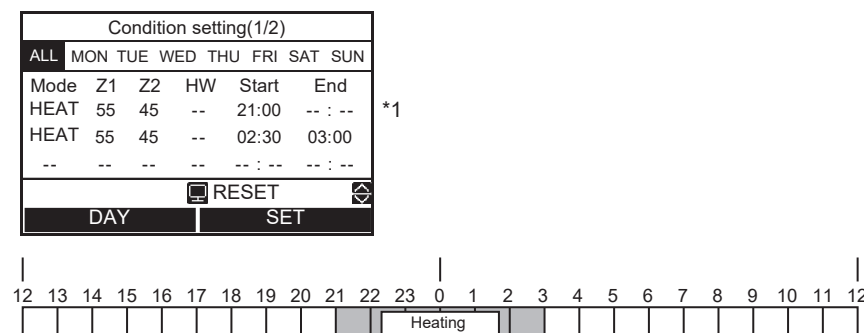 Condition setting(1/2)
ALL MON TUE WED THU FRI SAT SUN
Mode Z1 Z2 HW Start End
HEAT 55 45 -- 21:00 -- : -- *1
HEAT 55 45 -- 02:30 03:00
-- -- -- -- -- : -- -- : --
RESET
DAY SET
12 13 14 15 16 17 18 19 20 21 22 23 0 1 2 3 4 5 6 7 8 9 10 11 12
Heating